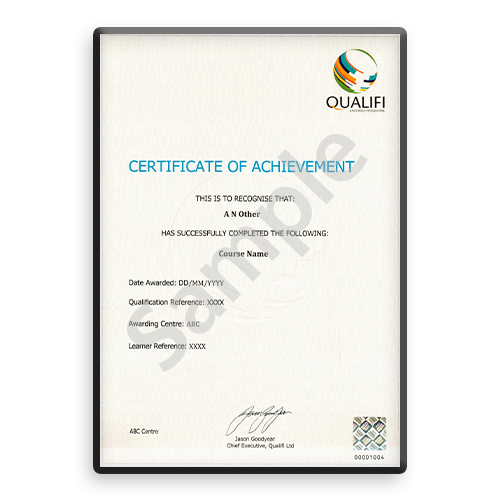 QUALIFI
CERTIFICATE OF ACHIEVEMENT
THIS IS TO RECOGNISE THAT:
A N Other
HAS SUCCESSFULLY COMPLETED THE FOLLOWING:
Course Name
Sample
Date Awarded: DD/MM/YYYY
Qualification Reference: XXXX
Awarding Centre: ABC
Learner Reference: XXXX
ABC Centre
Jason Goodyear
Chief Executive, Qualifi Ltd
00001004